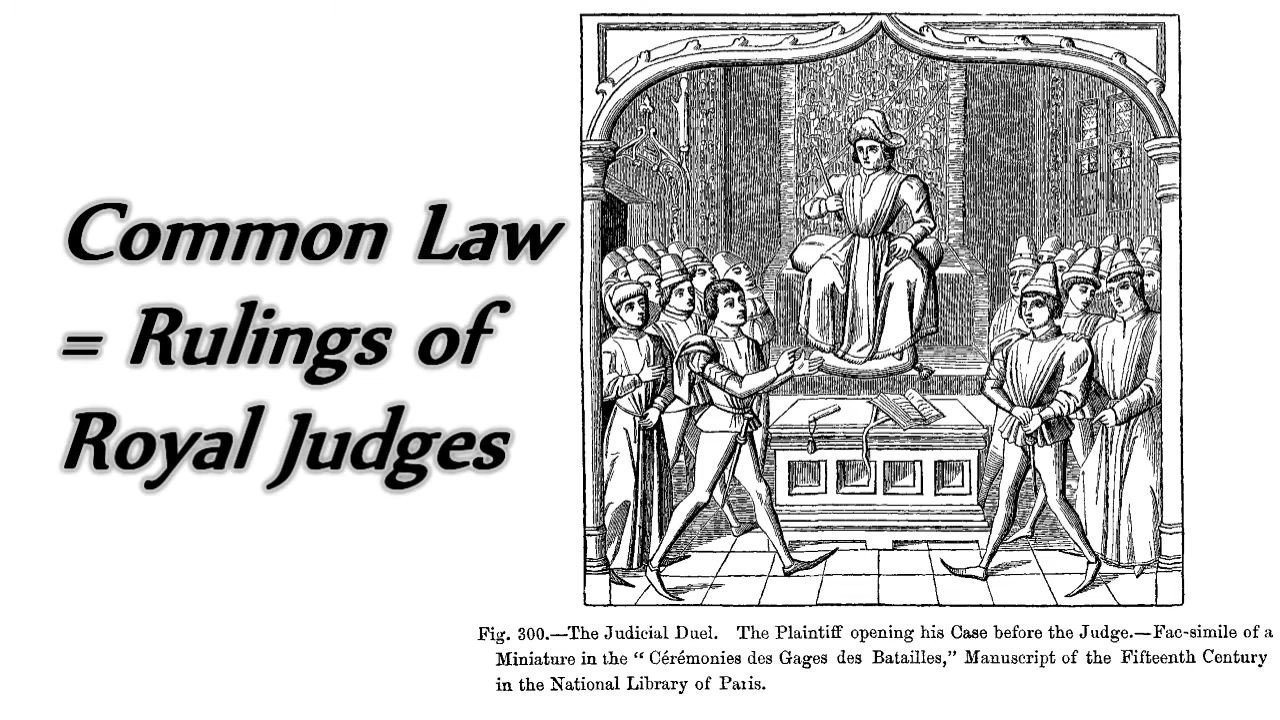 Common Law
= Rulings of
Royal Judges
Fig. 300.—The Judicial Duel. The Plaintiff opening his Case before the Judge.—Fac-simile of a
Miniature in the “ Cérémonies des Gages des Batailles,” Manuscript of the Fifteenth Century
in the National Library of Paris.